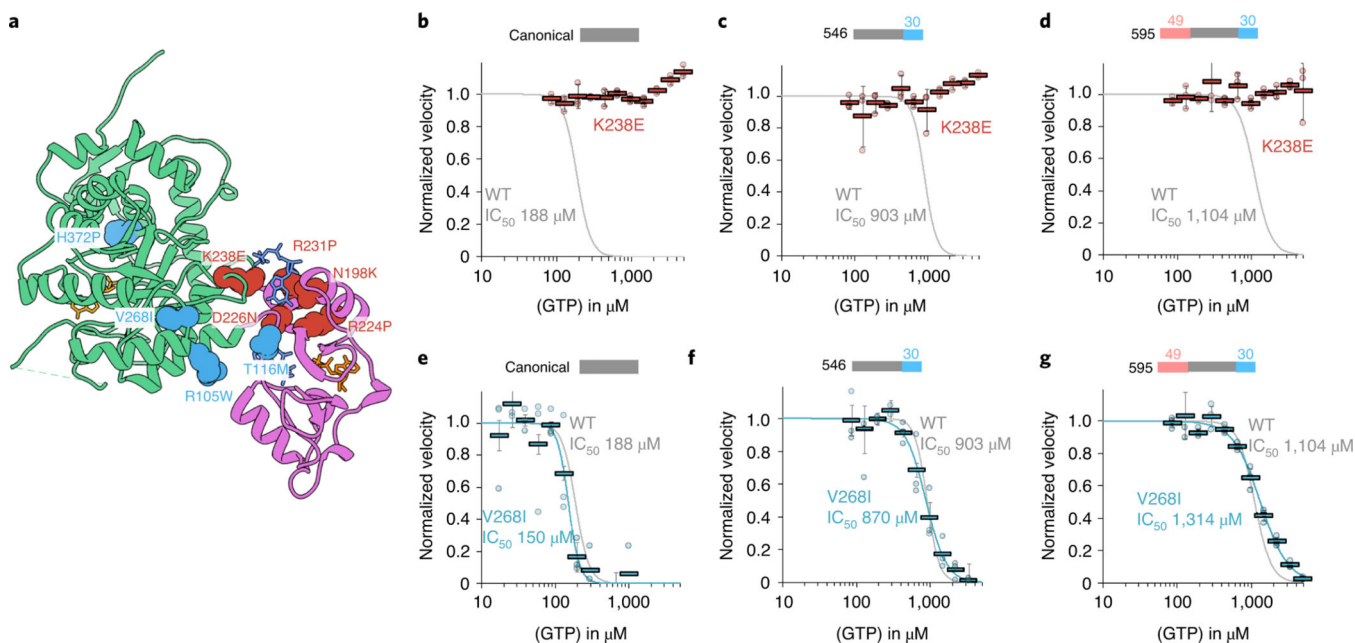 a
H372P
K238E
R231P
N198K
V268I
D226N
R224P
T116M
R105W
b
Canonical
Normalized velocity
1.0
0.8
0.6
0.4
0.2
0
K238E
WT
IC50 188 μM
10 100 1,000
(GTP) in μM
c
30
546
Normalized velocity
1.0
0.8
0.6
0.4
0.2
0
K238E
WT
IC50 903 μM
10 100 1,000
(GTP) in μM
d
49 30
595
Normalized velocity
1.0
0.8
0.6
0.4
0.2
0
K238E
WT
IC50 1,104 μM
10 100 1,000
(GTP) in μM
e
Canonical
Normalized velocity
1.0
0.8
0.6
0.4
0.2
0
WT
IC50 188 μM
V268I
IC50 150 μM
10 100 1,000
(GTP) in μM
f
30
546
Normalized velocity
1.0
0.8
0.6
0.4
0.2
0
WT
IC50 903 μM
V268I
IC50 870 μM
10 100 1,000
(GTP) in μM
g
49 30
595
Normalized velocity
1.0
0.8
0.6
0.4
0.2
0
WT
IC50 1,104 μM
V268I
IC50 1,314 μM
10 100 1,000
(GTP) in μM